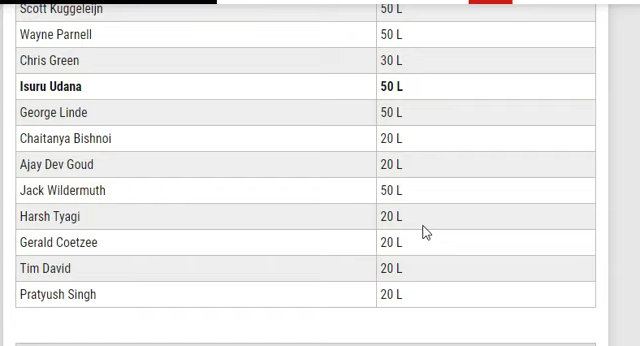 Scott Kuggeleijn 50 L
Wayne Parnell 50 L
Chris Green 30 L
Isuru Udana 50 L
George Linde 50 L
Chaitanya Bishnoi 20 L
Ajay Dev Goud 20 L
Jack Wildermuth 50 L
Harsh Tyagi 20 L
Gerald Coetzee 20 L
Tim David 20 L
Pratyush Singh 20 L